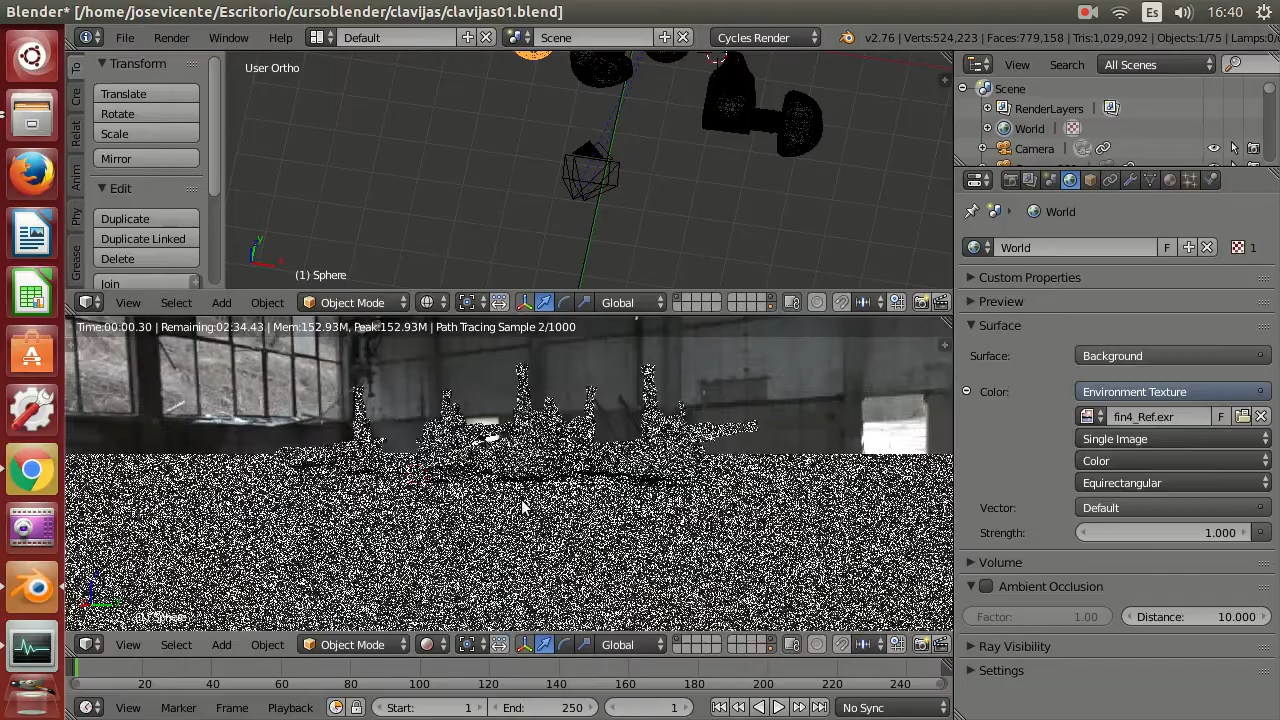 Blender* [/home/josevicente/Escritorio/cursoblender/clavijas/clavijas01.blend]
Es 16:40
File Render Window Help Default Scene Cycles Render v2.76 | Verts:524,223 | Faces:779,158 | Tris:1,029,092 | Objects:1/75 | Lamps:0/
To
Cre
Relat
Anim
Phy
Grease
Transform
Translate
Rotate
Scale
Mirror
Edit
Duplicate
Duplicate Linked
Delete
Join
User Ortho
y
x
(1) Sphere
View Select Add Object Object Mode Global
Time:00:00.30 | Remaining:02:34.43 | Mem:152.93M, Peak:152.93M | Path Tracing Sample 2/1000
View Select Add Object Object Mode Global
20 40 60 80 100 120 140 160 180 200 220 240
View Marker Frame Playback Start: 1 End: 250 1 No Sync
View Search All Scenes
Scene
RenderLayers
World
Camera
World
World F 1
Custom Properties
Preview
Surface
Surface: Background
Color: Environment Texture
fin4_Ref.exr F
Single Image
Color
Equirectangular
Vector: Default
Strength: 1.000
Volume
Ambient Occlusion
Factor: 1.00 Distance: 10.000
Ray Visibility
Settings